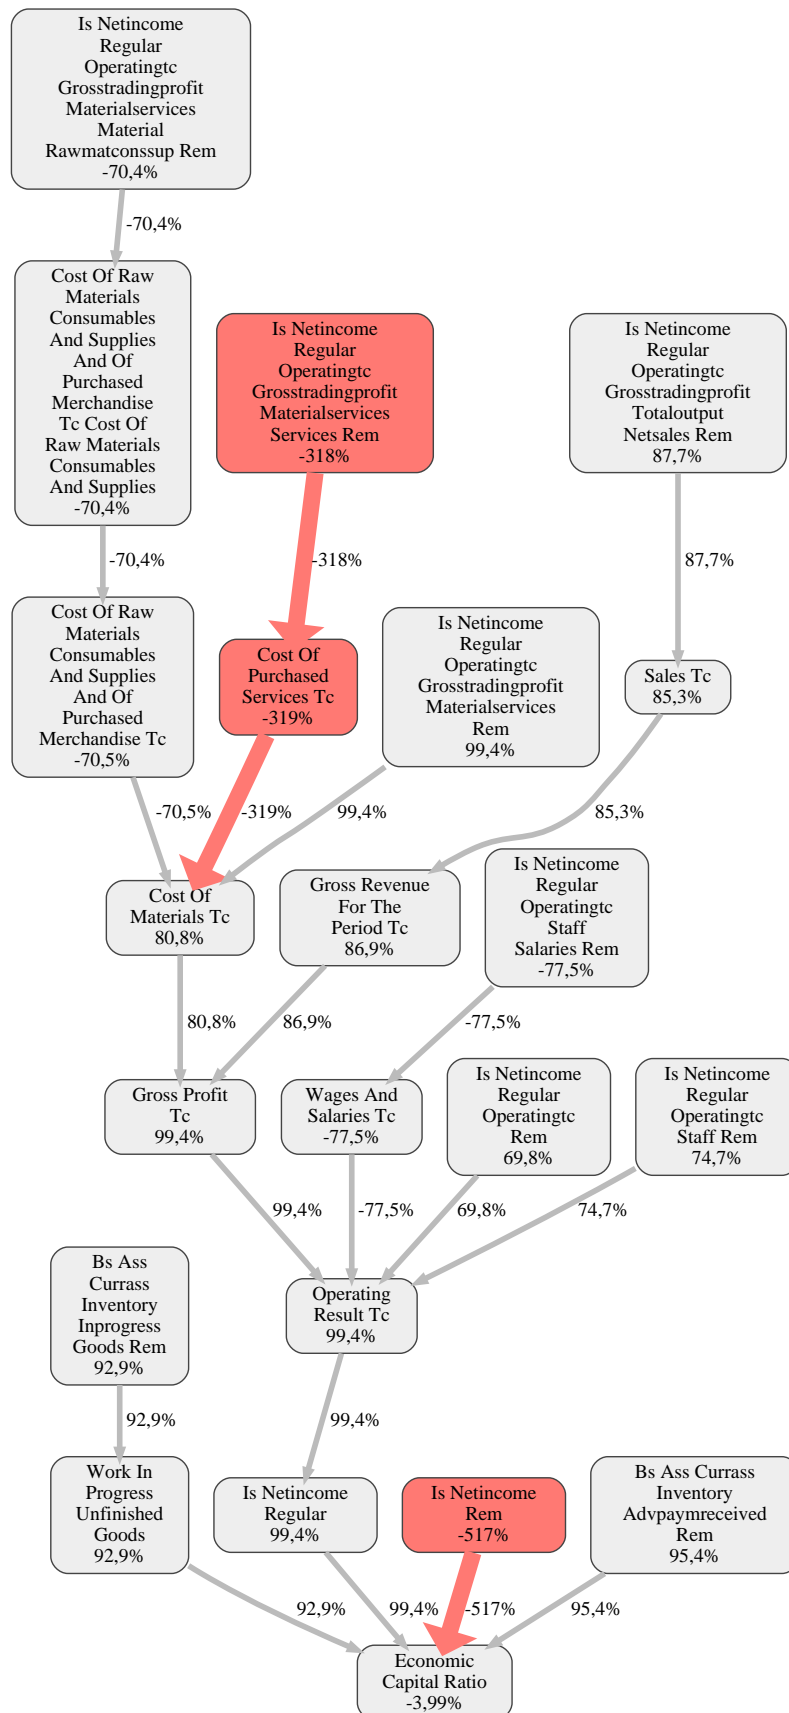 Is Netincome
Regular
Operatingtc
Grosstradingprofit
Materialservices
Material
Rawmatconssup Rem
-70,4%
-70,4%
Cost Of Raw
Materials
Consumables
And Supplies
And Of
Purchased
Merchandise
Tc Cost Of
Raw Materials
Consumables
And Supplies
-70,4%
Is Netincome
Regular
Operatingtc
Grosstradingprofit
Materialservices
Services Rem
-318%
Is Netincome
Regular
Operatingtc
Grosstradingprofit
Totaloutput
Netsales Rem
87,7%
-70,4%
-318%
87,7%
Cost Of Raw
Materials
Consumables
And Supplies
And Of
Purchased
Merchandise Tc
-70,5%
Cost Of
Purchased
Services Tc
-319%
Is Netincome
Regular
Operatingtc
Grosstradingprofit
Materialservices
Rem
99,4%
Sales Tc
85,3%
-70,5%
-319%
99,4%
85,3%
Cost Of
Materials Tc
80,8%
Gross Revenue
For The
Period Tc
86,9%
Is Netincome
Regular
Operatingtc
Staff
Salaries Rem
-77,5%
80,8%
86,9%
-77,5%
Gross Profit
Tc
99,4%
Wages And
Salaries Tc
-77,5%
Is Netincome
Regular
Operatingtc
Rem
69,8%
Is Netincome
Regular
Operatingtc
Staff Rem
74,7%
99,4%
-77,5%
69,8%
74,7%
Bs Ass
Currass
Inventory
Inprogress
Goods Rem
92,9%
Operating
Result Tc
99,4%
92,9%
99,4%
Work In
Progress
Unfinished
Goods
92,9%
Is Netincome
Regular
99,4%
Is Netincome
Rem
-517%
Bs Ass Currass
Inventory
Advpaymreceived
Rem
95,4%
92,9%
99,4%
-517%
95,4%
Economic
Capital Ratio
-3,99%